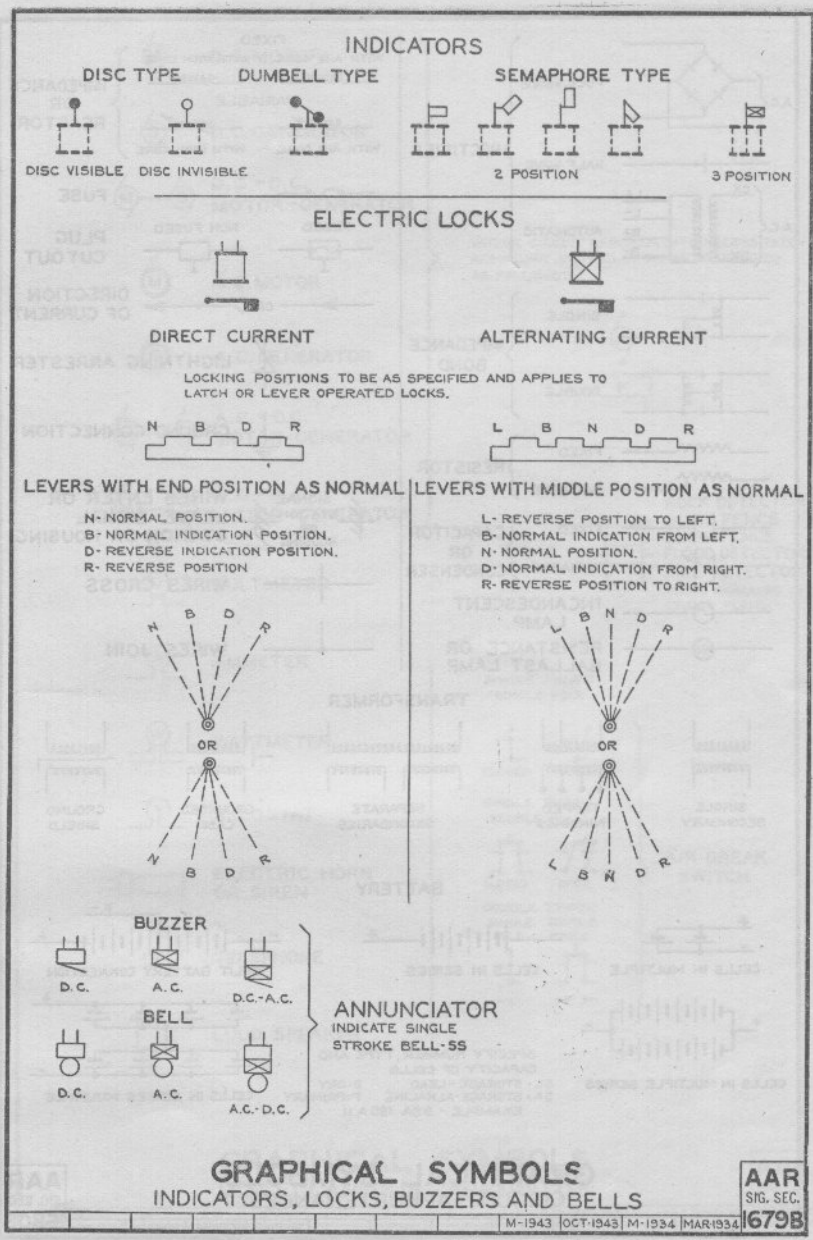 INDICATORS
DISC TYPE DUMBELL TYPE SEMAPHORE TYPE
DISC VISIBLE DISC INVISIBLE 2 POSITION 3 POSITION
ELECTRIC LOCKS
DIRECT CURRENT ALTERNATING CURRENT
LOCKING POSITIONS TO BE AS SPECIFIED AND APPLIES TO
LATCH OR LEVER OPERATED LOCKS.
N B D R
L B N D R
LEVERS WITH END POSITION AS NORMAL
N- NORMAL POSITION.
B- NORMAL INDICATION POSITION.
D- REVERSE INDICATION POSITION.
R- REVERSE POSITION
N B D R
OR
N B D R
LEVERS WITH MIDDLE POSITION AS NORMAL
L- REVERSE POSITION TO LEFT.
B- NORMAL INDICATION FROM LEFT.
N- NORMAL POSITION.
D- NORMAL INDICATION FROM RIGHT.
R- REVERSE POSITION TO RIGHT.
L B N D R
OR
L B N D R
BUZZER
D.C. A.C. D.C.-A.C.
BELL
D.C. A.C. A.C.-D.C.
ANNUNCIATOR
INDICATE SINGLE
STROKE BELL-SS
GRAPHICAL SYMBOLS
INDICATORS, LOCKS, BUZZERS AND BELLS
M-1943 OCT-1943 M-1934 MAR-1934
AAR
SIG. SEC.
1679B